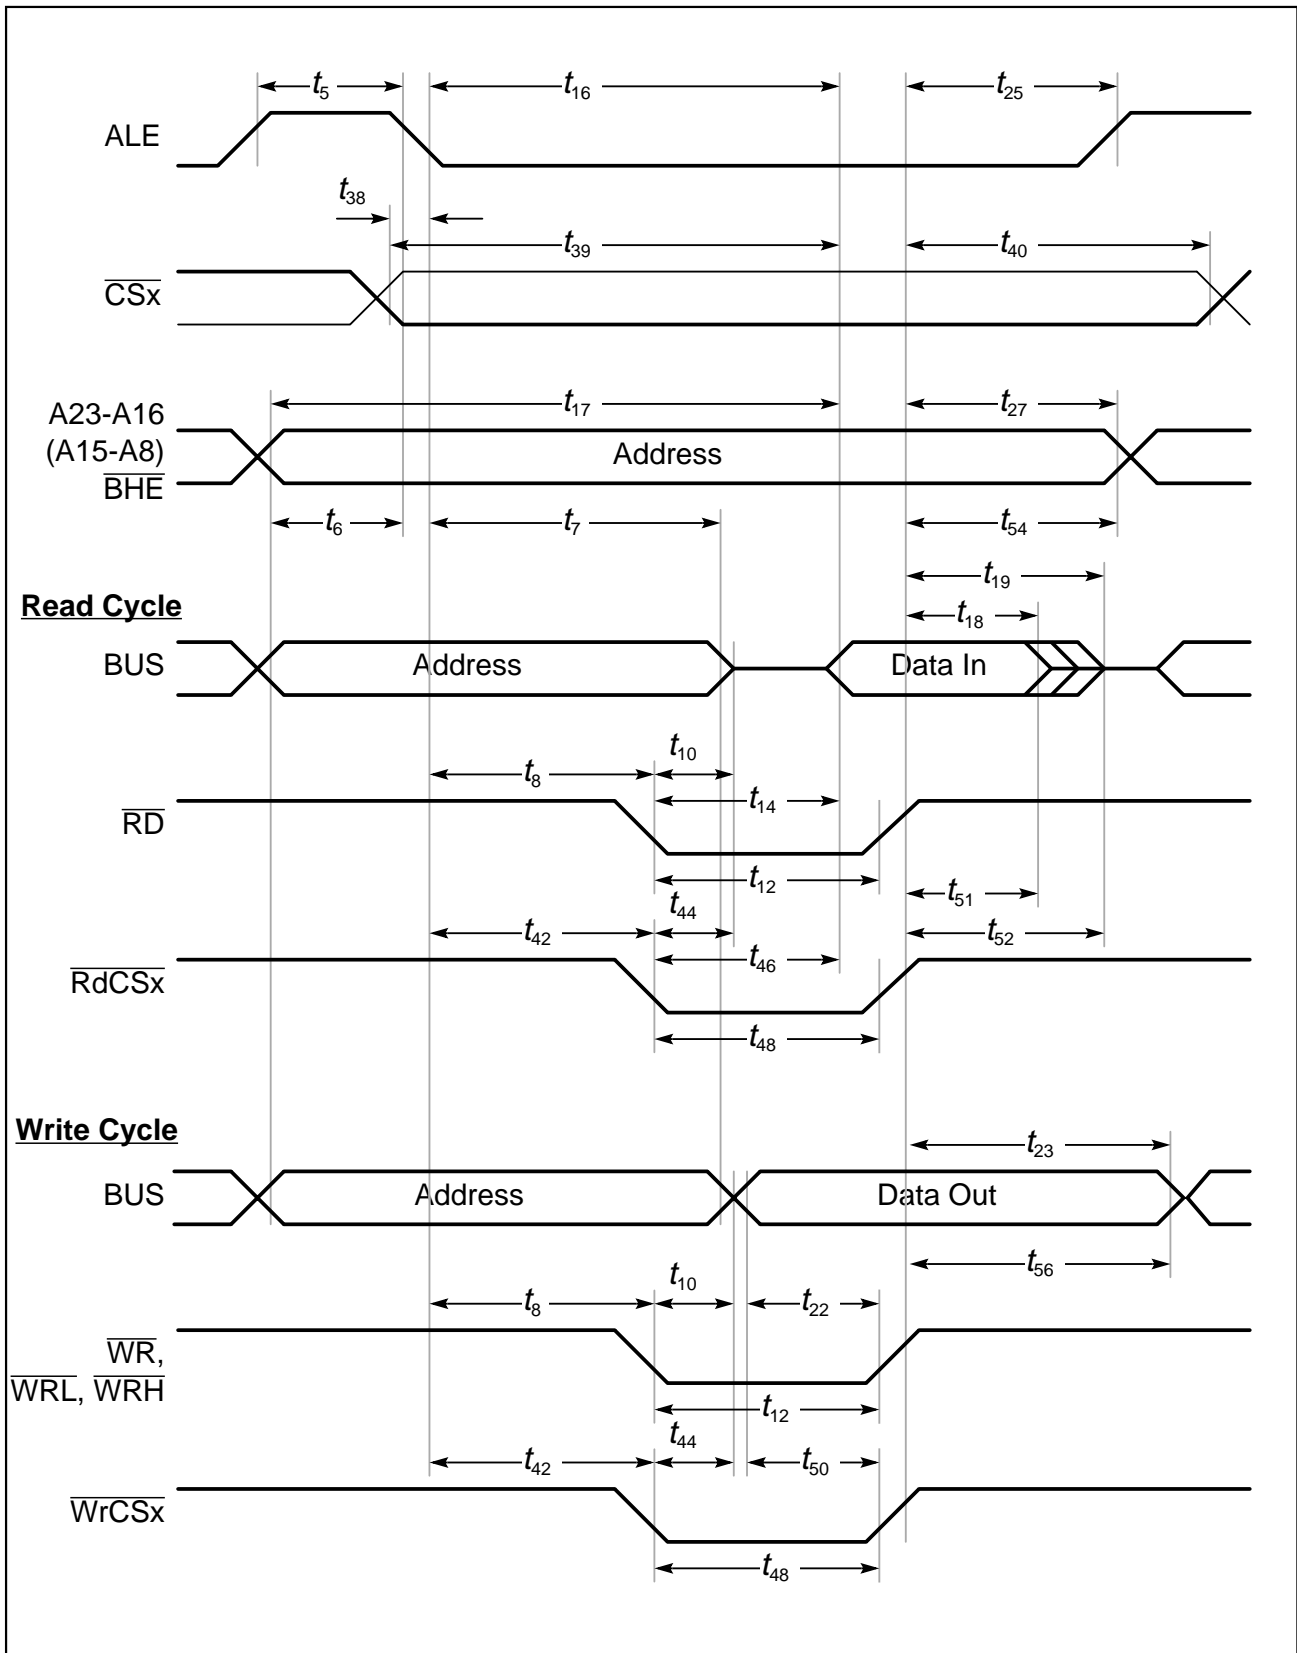 t5 t16 t25
ALE
t38
t39 t40
CSx
A23-A16 t17 t27
(A15-A8) Address
BHE
t6 t7 t54
t19
Read Cycle
t18
BUS Address Data In
t10
t8
t14
RD
t12
t51
t44
t42 t52
t46
RdCSx
t48
Write Cycle
t23
BUS Address Data Out
t56
t10
t8 t22
WR,
WRL, WRH
t12
t44
t42 t50
WrCSx
t48